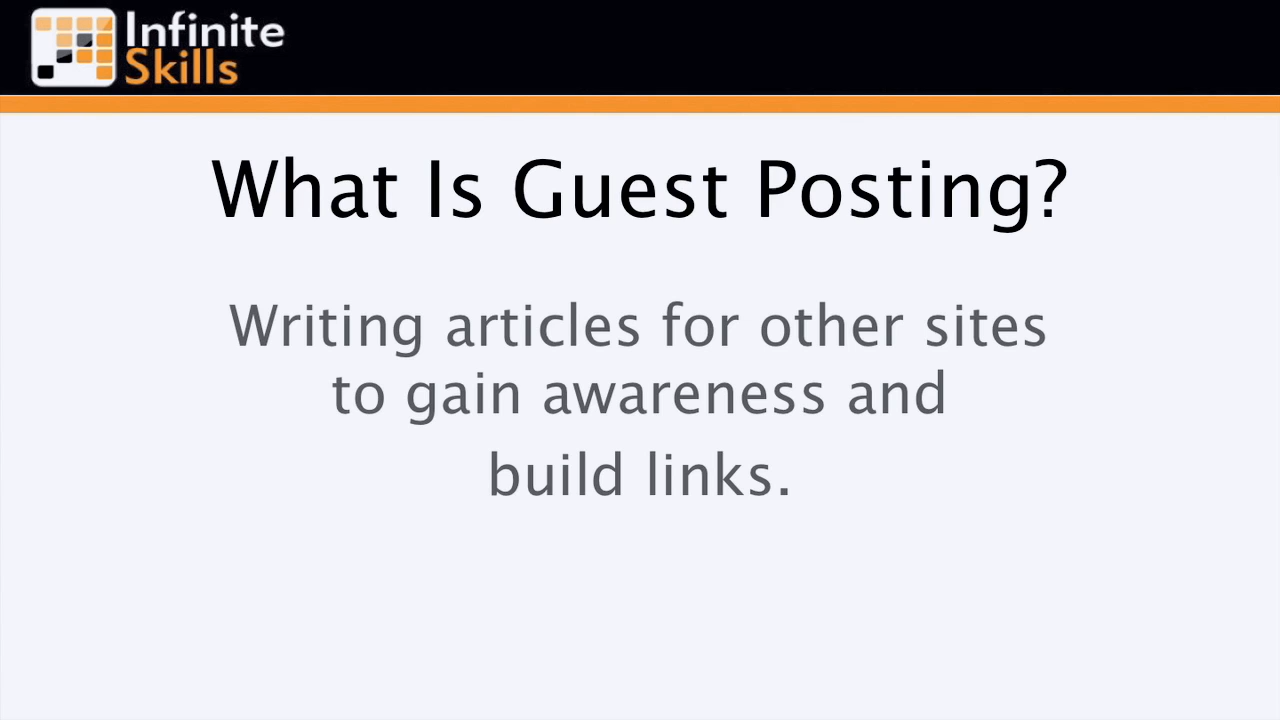 Infinite
Skills
What Is Guest Posting?
Writing articles for other sites
to gain awareness and
build links.